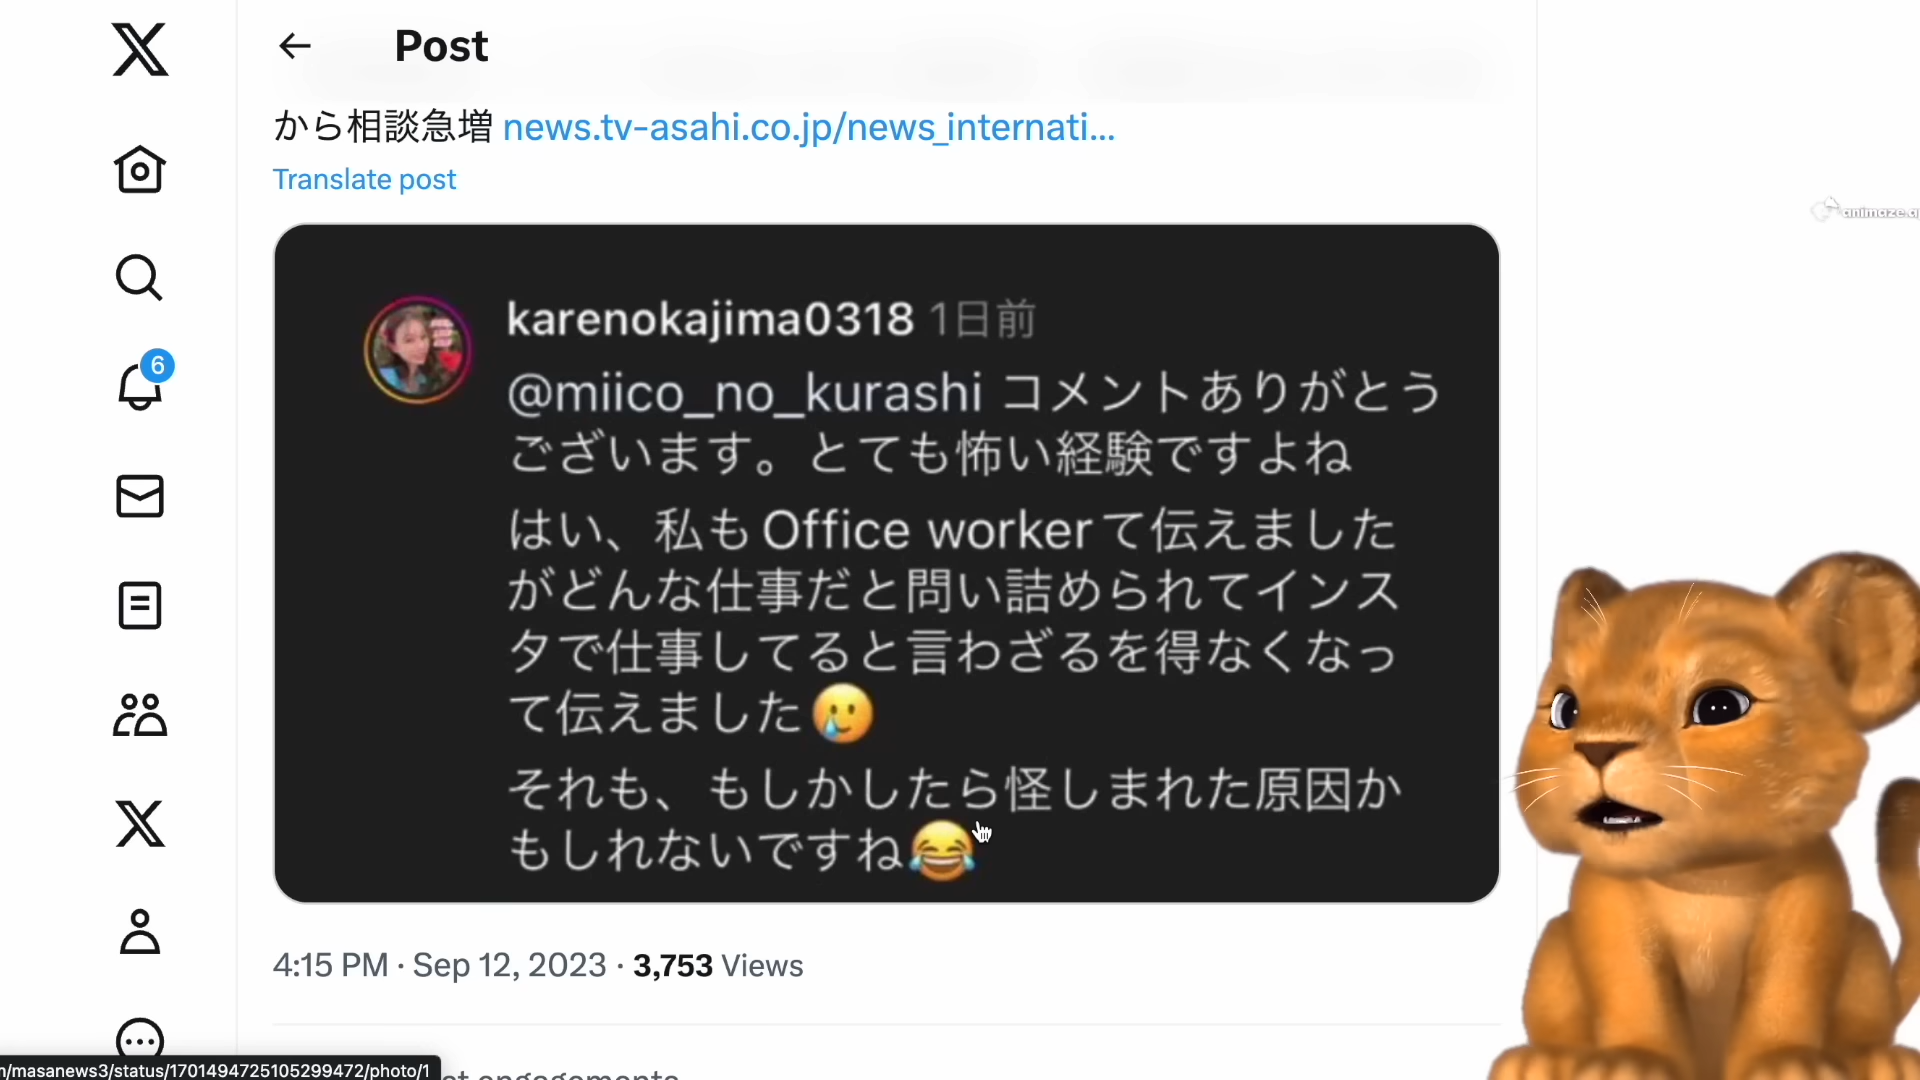 Post
から相談急増 news.tv-asahi.co.jp/news_internati...
Translate post
6
karenokajima0318 1日前
@miico_no_kurashi コメントありがとう
ございます。とても怖い経験ですよね
はい、私もOffice workerて伝えました
がどんな仕事だと問い詰められてインス
タで仕事してると言わざるを得なくなっ
て伝えました🥲
それも、もしかしたら怪しまれた原因か
もしれないですね😂
4:15 PM · Sep 12, 2023 · 3,753 Views
/masanews3/status/1701494725105299472/photo/1
animaze.a